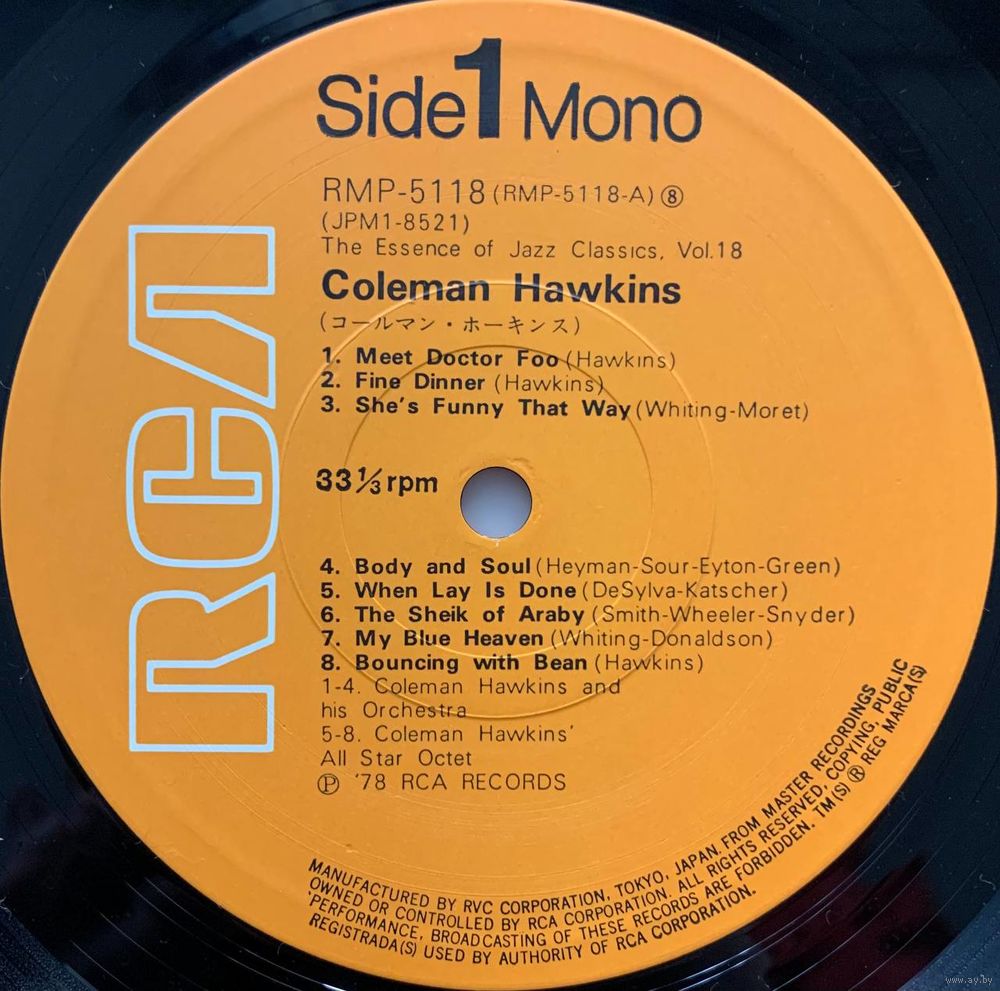 Side 1 Mono
RMP-5118 (RMP-5118-A) ⑧
(JPM1-8521)
The Essence of Jazz Classics, Vol.18
Coleman Hawkins
(コールマン・ホーキンス)
1. Meet Doctor Foo (Hawkins)
2. Fine Dinner (Hawkins)
3. She's Funny That Way (Whiting-Moret)
RCA
33 1/3 rpm
4. Body and Soul (Heyman-Sour-Eyton-Green)
5. When Lay Is Done (DeSylva-Katscher)
6. The Sheik of Araby (Smith-Wheeler-Snyder)
7. My Blue Heaven (Whiting-Donaldson)
8. Bouncing with Bean (Hawkins)
1-4. Coleman Hawkins and
his Orchestra
5-8. Coleman Hawkins'
All Star Octet
℗ '78 RCA RECORDS
MANUFACTURED BY RVC CORPORATION, TOKYO, JAPAN. FROM MASTER RECORDINGS
OWNED OR CONTROLLED BY RCA CORPORATION. ALL RIGHTS RESERVED, COPYING, PUBLIC
'PERFORMANCE, BROADCASTING OF THESE RECORDS ARE FORBIDDEN. TM(S) ® REG MARCA(S)
REGISTRADA(S) USED BY AUTHORITY OF RCA CORPORATION.
www.ay.by